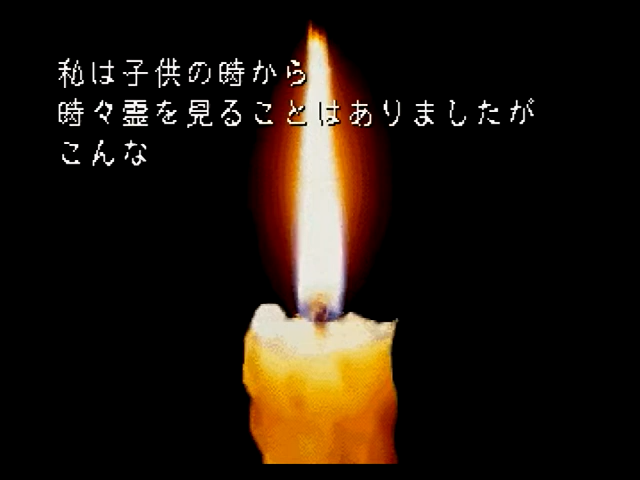 私は子供の時から
時々霊を見ることはありましたが
こんな